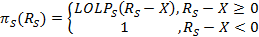 π_S(R_S) = { LOLP_S(R_S − X), R_S − X ≥ 0
1 , R_S − X < 0